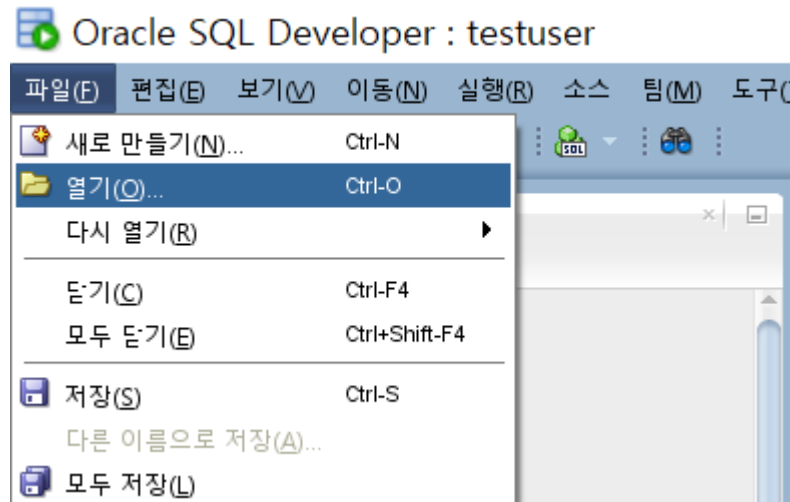 Oracle SQL Developer : testuser
파일(F) 편집(E) 보기(V) 이동(N) 실행(R) 소스 팀(M) 도구(
새로 만들기(N)... Ctrl-N
SQL
열기(O)... Ctrl-O
다시 열기(R)
닫기(C) Ctrl-F4
모두 닫기(E) Ctrl+Shift-F4
저장(S) Ctrl-S
다른 이름으로 저장(A)...
모두 저장(L)